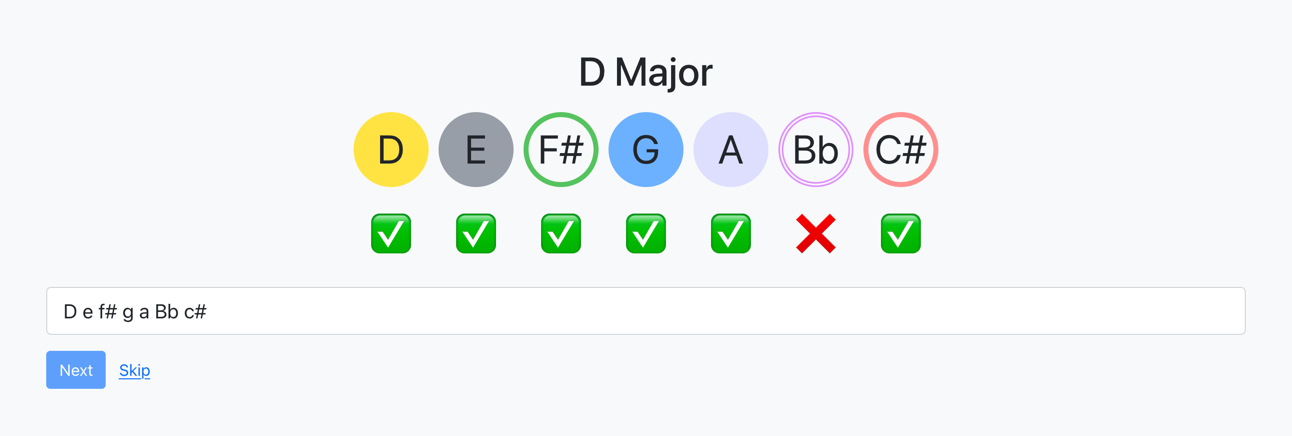 D Major
D E F# G A Bb C#
D e f# g a Bb c#
Next Skip